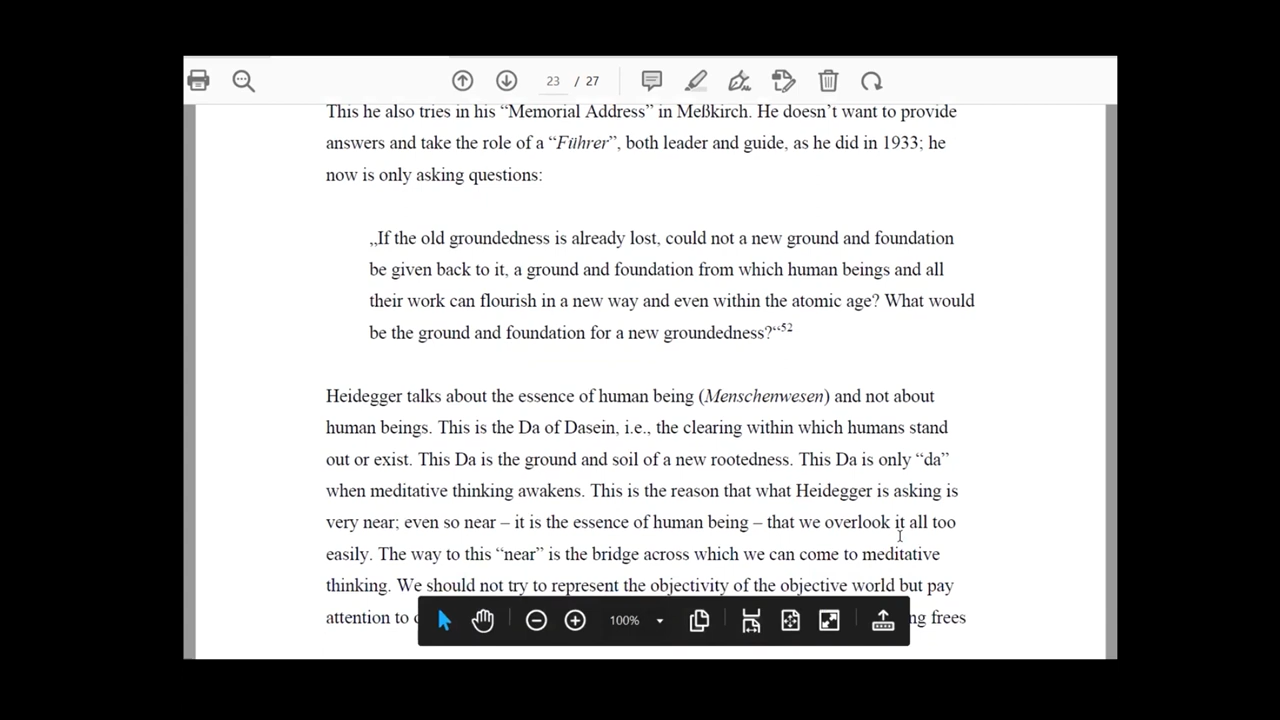 23 / 27
This he also tries in his “Memorial Address” in Meßkirch. He doesn’t want to provide
answers and take the role of a “Führer”, both leader and guide, as he did in 1933; he
now is only asking questions:
„If the old groundedness is already lost, could not a new ground and foundation
be given back to it, a ground and foundation from which human beings and all
their work can flourish in a new way and even within the atomic age? What would
be the ground and foundation for a new groundedness?“52
Heidegger talks about the essence of human being (Menschenwesen) and not about
human beings. This is the Da of Dasein, i.e., the clearing within which humans stand
out or exist. This Da is the ground and soil of a new rootedness. This Da is only “da”
when meditative thinking awakens. This is the reason that what Heidegger is asking is
very near; even so near – it is the essence of human being – that we overlook it all too
easily. The way to this “near” is the bridge across which we can come to meditative
thinking. We should not try to represent the objectivity of the objective world but pay
attention to frees
100%